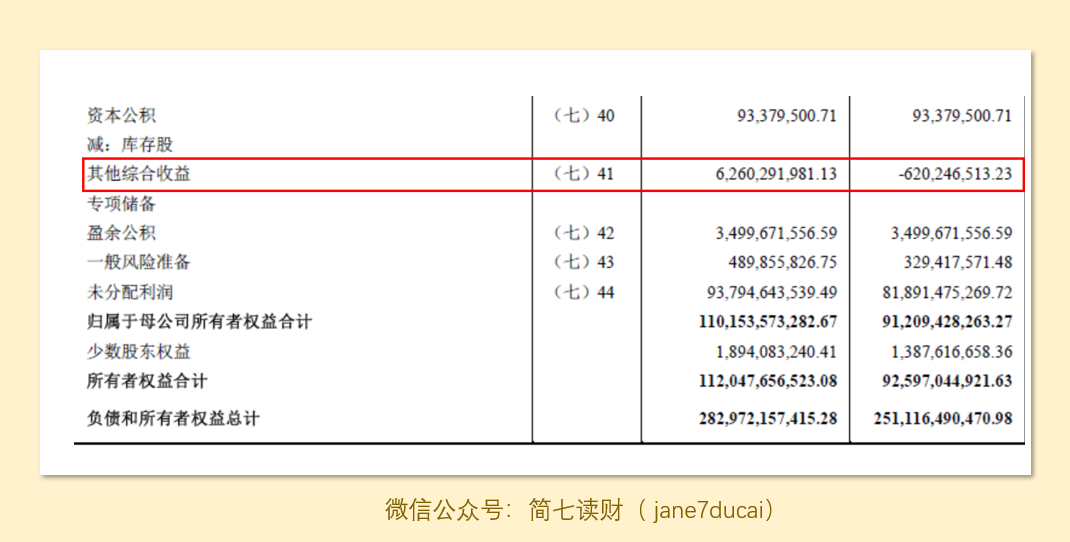 资本公积 （七）40 93,379,500.71 93,379,500.71
减：库存股
其他综合收益 （七）41 6,260,291,981.13 -620,246,513.23
专项储备
盈余公积 （七）42 3,499,671,556.59 3,499,671,556.59
一般风险准备 （七）43 489,855,826.75 329,417,571.48
未分配利润 （七）44 93,794,643,539.49 81,891,475,269.72
归属于母公司所有者权益合计 110,153,573,282.67 91,209,428,263.27
少数股东权益 1,894,083,240.41 1,387,616,658.36
所有者权益合计 112,047,656,523.08 92,597,044,921.63
负债和所有者权益总计 282,972,157,415.28 251,116,490,470.98
微信公众号：简七读财（ jane7ducai）